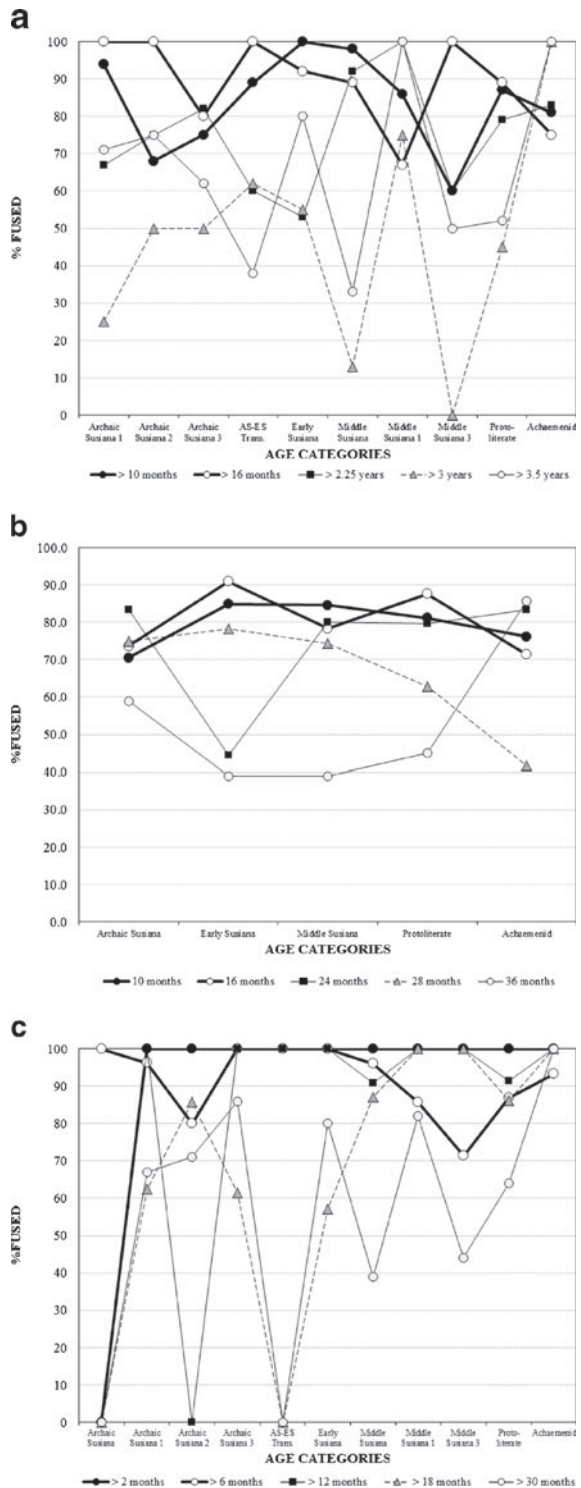 a
100
90
80
70
60
50
40
30
20
10
0
% FUSED
Archaic Susiana 1
Archaic Susiana 2
Archaic Susiana 3
AS-ES Trans.
Early Susiana
Middle Susiana
Middle Susiana 1
Middle Susiana 3
Proto-literate
Achaemenid
AGE CATEGORIES
> 10 months > 16 months > 2.25 years > 3 years > 3.5 years
b
100.0
90.0
80.0
70.0
60.0
50.0
40.0
30.0
20.0
10.0
0.0
%FUSED
Archaic Susiana Early Susiana Middle Susiana Protoliterate Achaemenid
AGE CATEGORIES
10 months 16 months 24 months 28 months 36 months
c
100
90
80
70
60
50
40
30
20
10
0
%FUSED
Archaic Susiana
Archaic Susiana 1
Archaic Susiana 2
Archaic Susiana 3
AS-ES Trans.
Early Susiana
Middle Susiana
Middle Susiana 1
Middle Susiana 3
Proto-literate
Achaemenid
AGE CATEGORIES
> 2 months > 6 months > 12 months > 18 months > 30 months